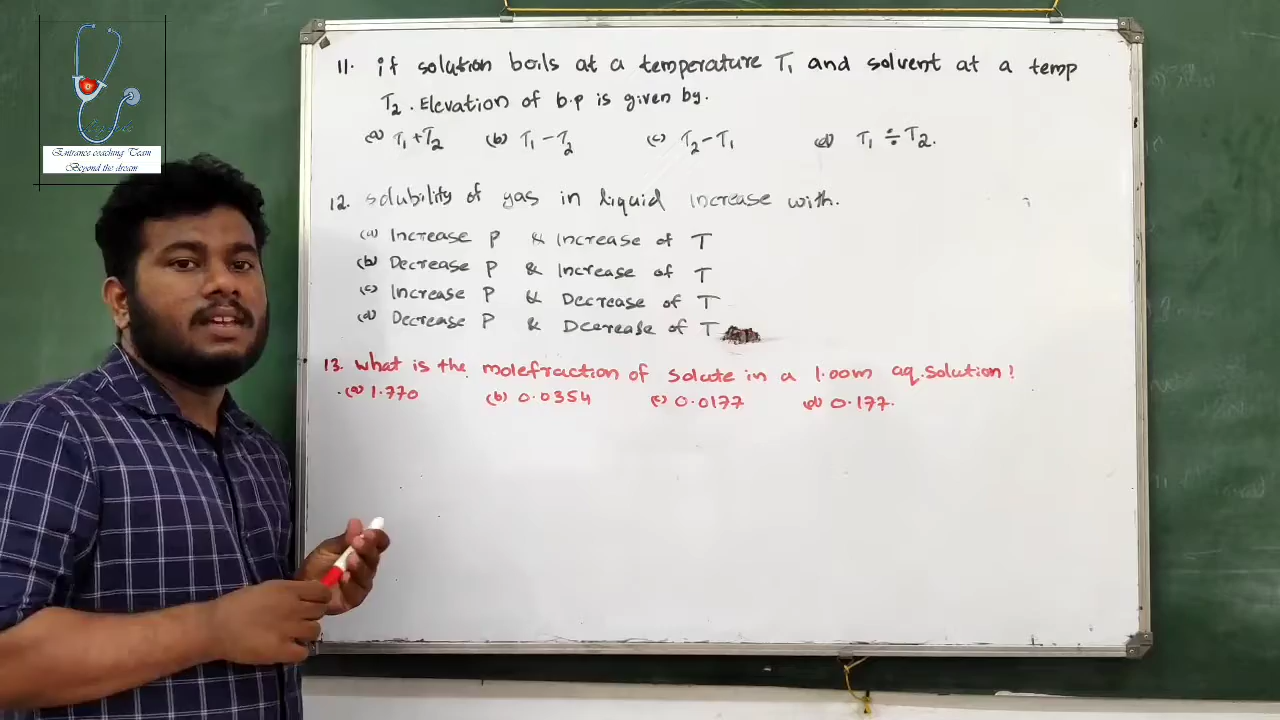 Entrance coaching Team
Beyond the dream
11. if solution boils at a temperature T₁ and solvent at a temp
T₂. Elevation of b.p is given by.
(a) T₁+T₂ (b) T₁-T₂ (c) T₂-T₁ (d) T₁ ÷ T₂.
12. solubility of gas in liquid increase with.
(a) Increase P & Increase of T
(b) Decrease P & Increase of T
(c) Increase P & Decrease of T
(d) Decrease P & Decrease of T
13. what is the molefraction of solute in a 1.00m aq.solution?
(a) 1.770 (b) 0.0354 (c) 0.0177 (d) 0.177.